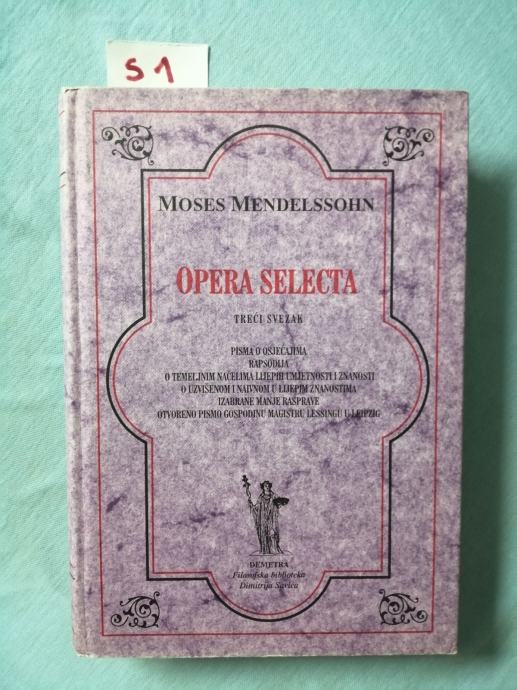 S 1
MOSES MENDELSSOHN
OPERA SELECTA
TREĆI SVEZAK
PISMA O OSJEĆAJIMA
RAPSODIJA
O TEMELJNIM NAČELIMA LIJEPIH UMJETNOSTI I ZNANOSTI
O UZVIŠENOM I NAIVNOM U LIJEPIM ZNANOSTIMA
IZABRANE MANJE RASPRAVE
OTVORENO PISMO GOSPODINU MAGISTRU LESSINGU U LEIPZIG
DEMETRA
Filosofska biblioteka
Dimitrija Savića